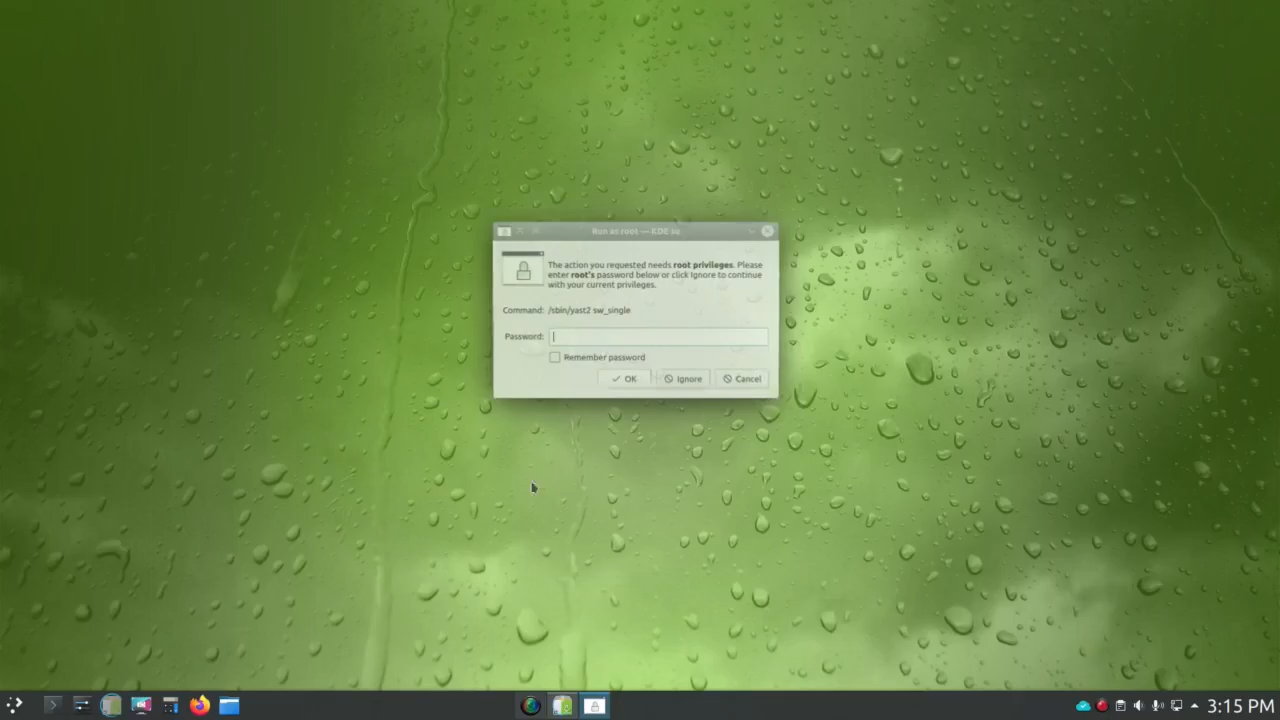 Run as root — KDE su
The action you requested needs root privileges. Please
enter root's password below or click Ignore to continue
with your current privileges.
Command: /sbin/yast2 sw_single
Password:
Remember password
OK Ignore Cancel
3:15 PM